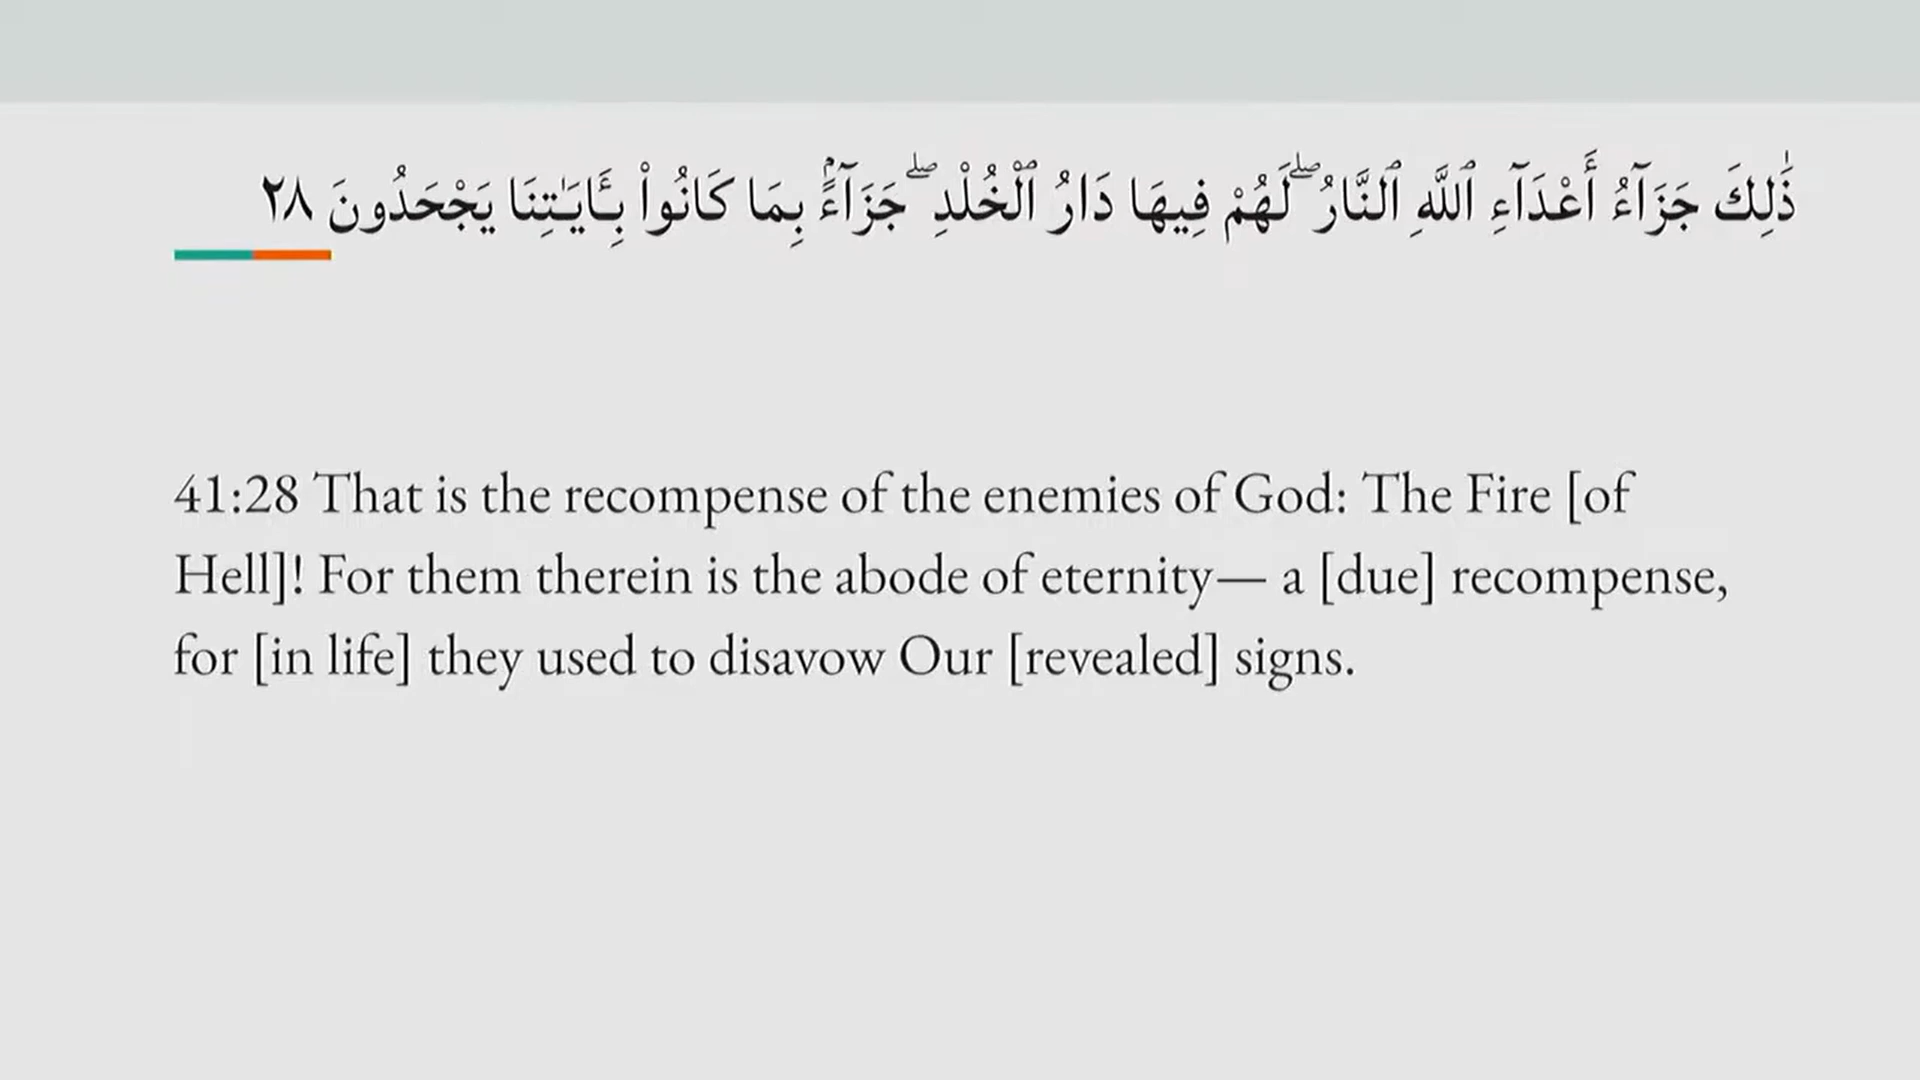 ذَٰلِكَ جَزَآءُ أَعْدَآءِ ٱللَّهِ ٱلنَّارُ ۖ لَهُمْ فِيهَا دَارُ ٱلْخُلْدِ ۖ جَزَآءًۢ بِمَا كَانُوا۟ بِـَٔايَـٰتِنَا يَجْحَدُونَ ٢٨
41:28 That is the recompense of the enemies of God: The Fire [of
Hell]! For them therein is the abode of eternity— a [due] recompense,
for [in life] they used to disavow Our [revealed] signs.